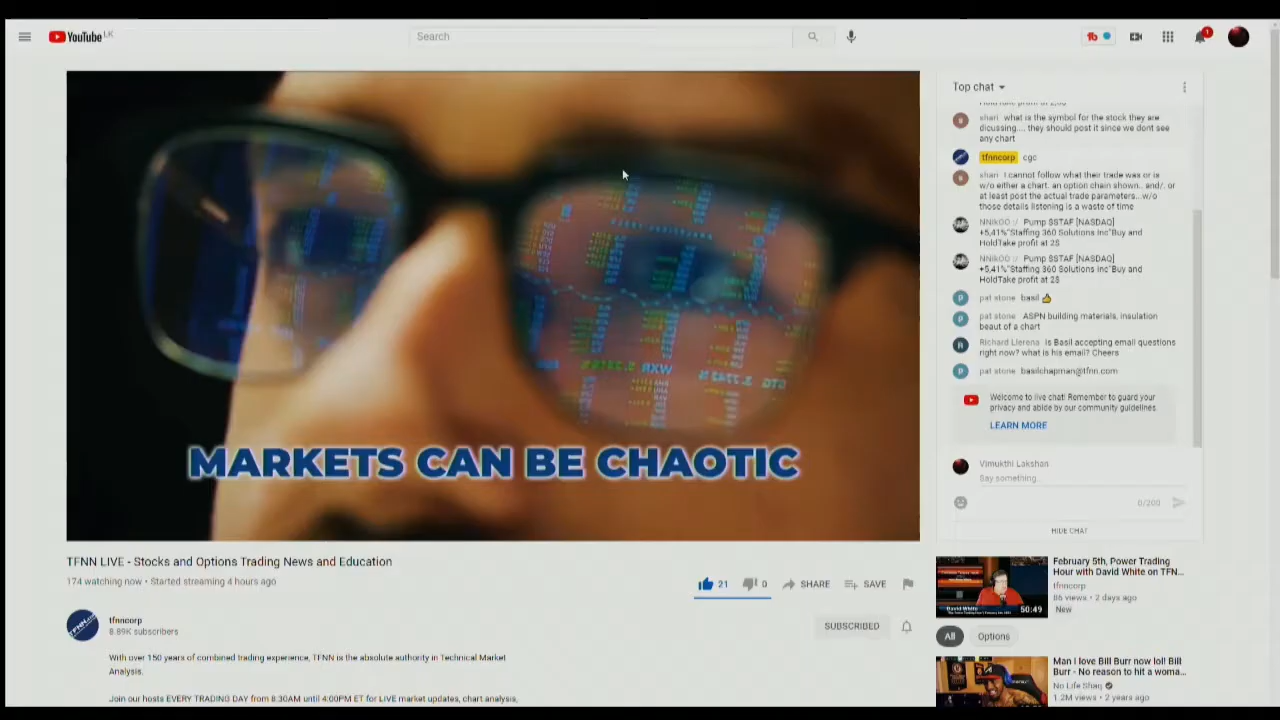 YouTube LK
Search
1
Top chat
shari what is the symbol for the stock they are
dicussing.... they should post it since we dont see
any chart
tfnncorp cgc
shari I cannot follow what their trade was or is
w/o either a chart. an option chain shown.. and/. or
at least post the actual trade parameters...w/o
those details listening is a waste of time
Pump $STAF [NASDAQ]
+5,41%"Staffing 360 Solutions Inc"Buy and
HoldTake profit at 2$
Pump $STAF [NASDAQ]
+5,41%"Staffing 360 Solutions Inc"Buy and
HoldTake profit at 2$
pat stone basil 👍
pat stone ASPN building materials, insulation
beaut of a chart
Richard Llerena Is Basil accepting email questions
right now? what is his email? Cheers
pat stone basilchapman@tfnn.com
Welcome to live chat! Remember to guard your
privacy and abide by our community guidelines
LEARN MORE
Vimukthi Lakshan
Say something...
0/200
HIDE CHAT
MARKETS CAN BE CHAOTIC
TFNN LIVE - Stocks and Options Trading News and Education
174 watching now • Started streaming 4 hours ago
21 0 SHARE SAVE
tfnncorp
8.89K subscribers
SUBSCRIBED
With over 150 years of combined trading experience, TFNN is the absolute authority in Technical Market
Analysis.
Join our hosts EVERY TRADING DAY from 8:30AM until 4:00PM ET for LIVE market updates, chart analysis,
February 5th, Power Trading
Hour with David White on TFN...
tfnncorp
86 views • 2 days ago
New
David White
50:49
All Options
Man I love Bill Burr now lol! Bill
Burr - No reason to hit a woma...
No Life Shaq
1.2M views • 2 years ago